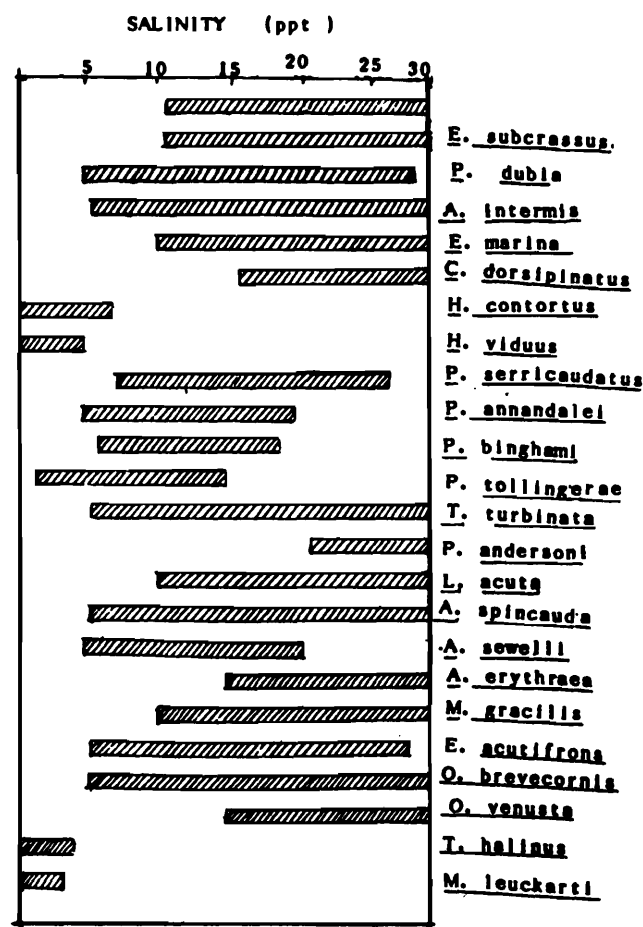 SALINITY (ppt)
5 10 15 20 25 30
E. subcrassus.
P. dubia
A. intermis
E. marina
C. dorsipinatus
H. contortus
H. viduus
P. serricaudatus
P. annandalei
P. binghami
P. tollingerae
T. turbinata
P. andersoni
L. acuta
A. spincauda
A. sewelli
A. erythraea
M. gracilis
E. acutifrons
O. brevecornis
O. venusta
T. halinus
M. leuckarti